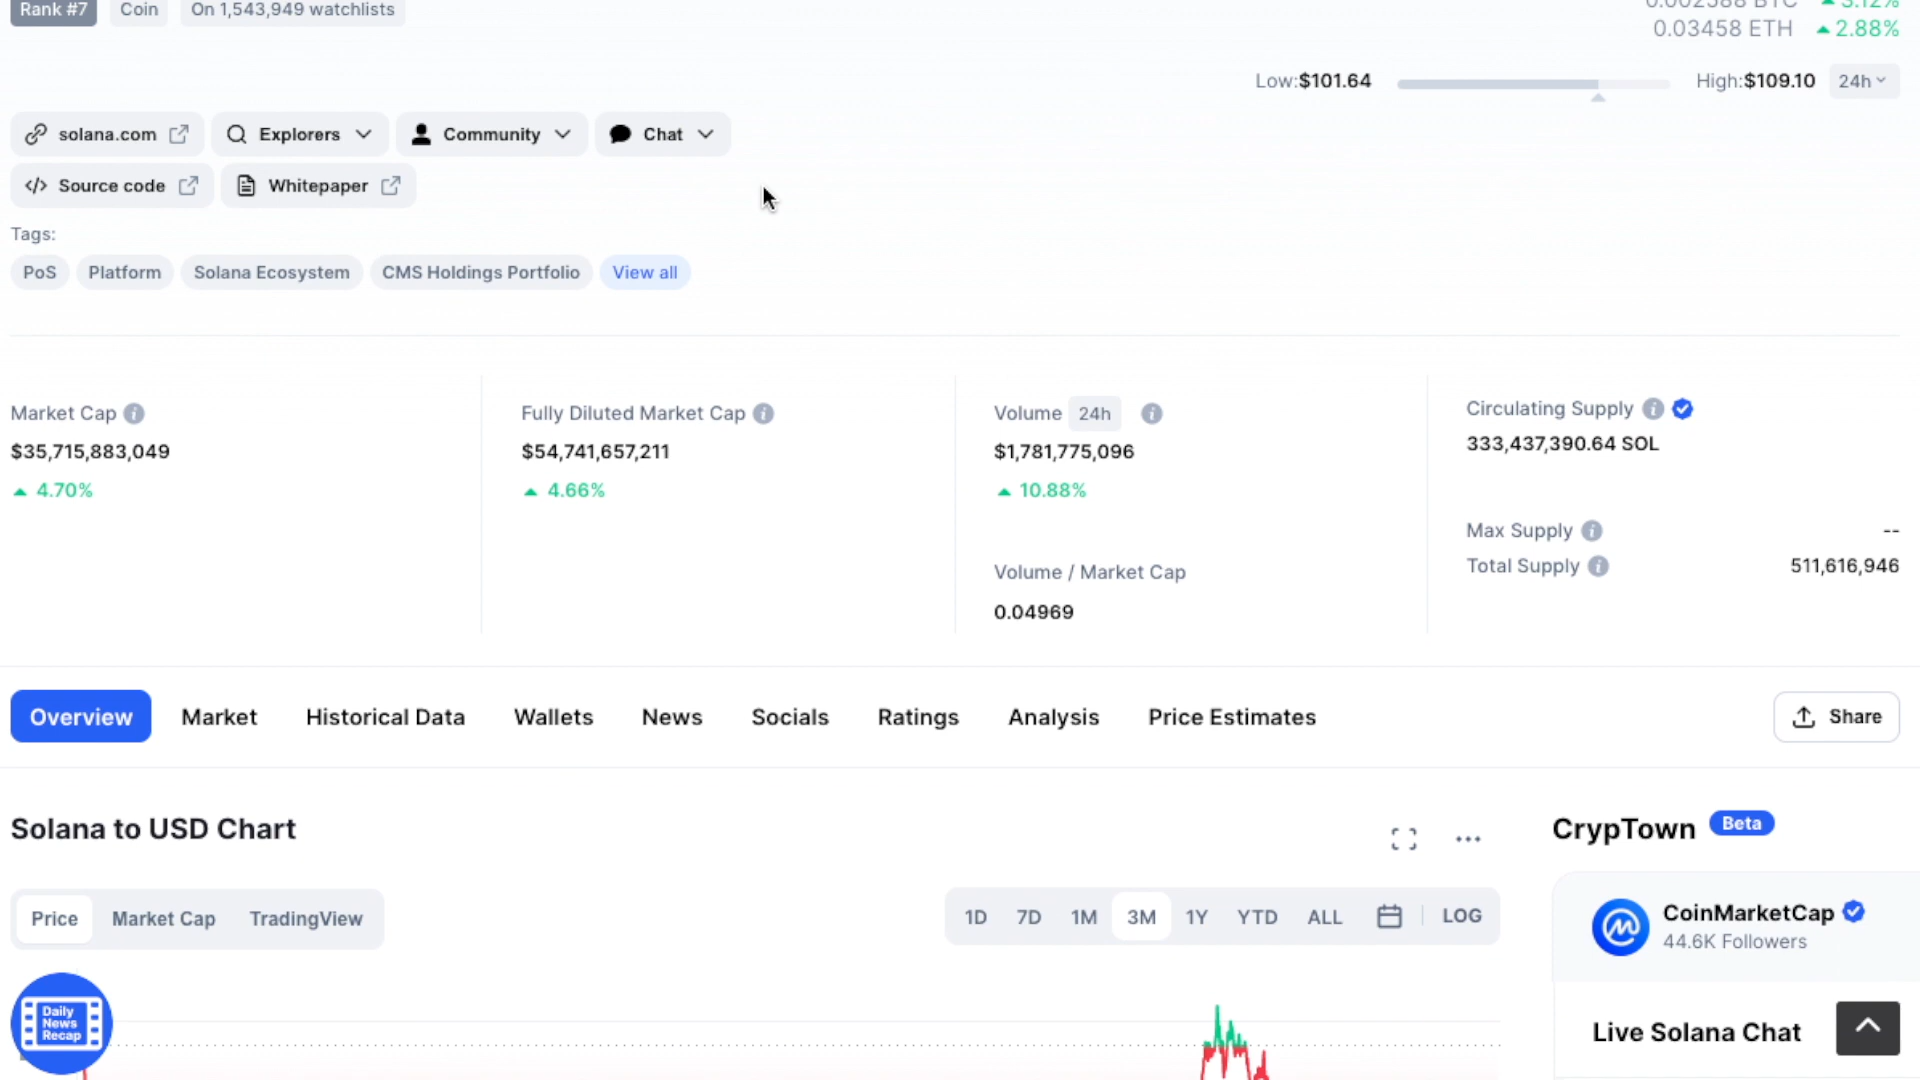 Rank #7 Coin On 1,543,949 watchlists
0.002588 BTC 3.12%
0.03458 ETH 2.88%
Low:$101.64 High:$109.10 24h
solana.com Explorers Community Chat
Source code Whitepaper
Tags:
PoS Platform Solana Ecosystem CMS Holdings Portfolio View all
Market Cap
$35,715,883,049
4.70%
Fully Diluted Market Cap
$54,741,657,211
4.66%
Volume 24h
$1,781,775,096
10.88%
Volume / Market Cap
0.04969
Circulating Supply
333,437,390.64 SOL
Max Supply --
Total Supply 511,616,946
Overview Market Historical Data Wallets News Socials Ratings Analysis Price Estimates Share
Solana to USD Chart
Price Market Cap TradingView
1D 7D 1M 3M 1Y YTD ALL LOG
CrypTown Beta
CoinMarketCap
44.6K Followers
Live Solana Chat
Daily
News
Recap